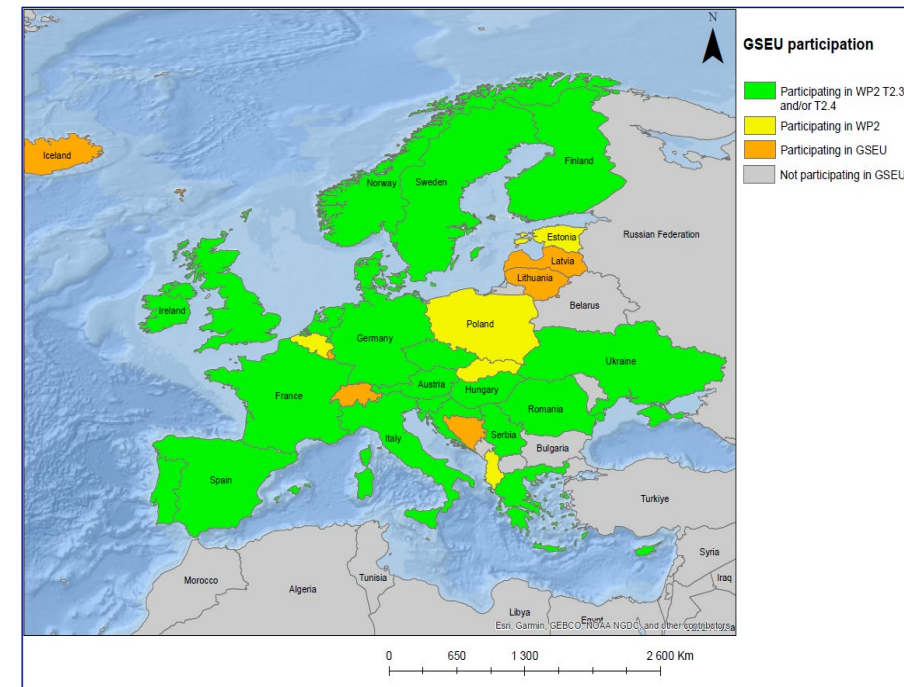 N
GSEU participation
Participating in WP2 T2.3
and/or T2.4
Participating in WP2
Participating in GSEU
Not participating in GSEU
Iceland
Finland
Norway
Sweden
Russian Federation
Estonia
Latvia
Lithuania
Belarus
Ireland
Poland
Germany
Ukraine
France
Austria
Hungary
Romania
Italy
Serbia
Bulgaria
Spain
Turkiye
Syria
Morocco
Algeria
Tunisia
Iraq
Libya
Egypt
Esri, Garmin, GEBCO, NOAA NGDC, and other contributors
0 650 1 300 2 600 Km